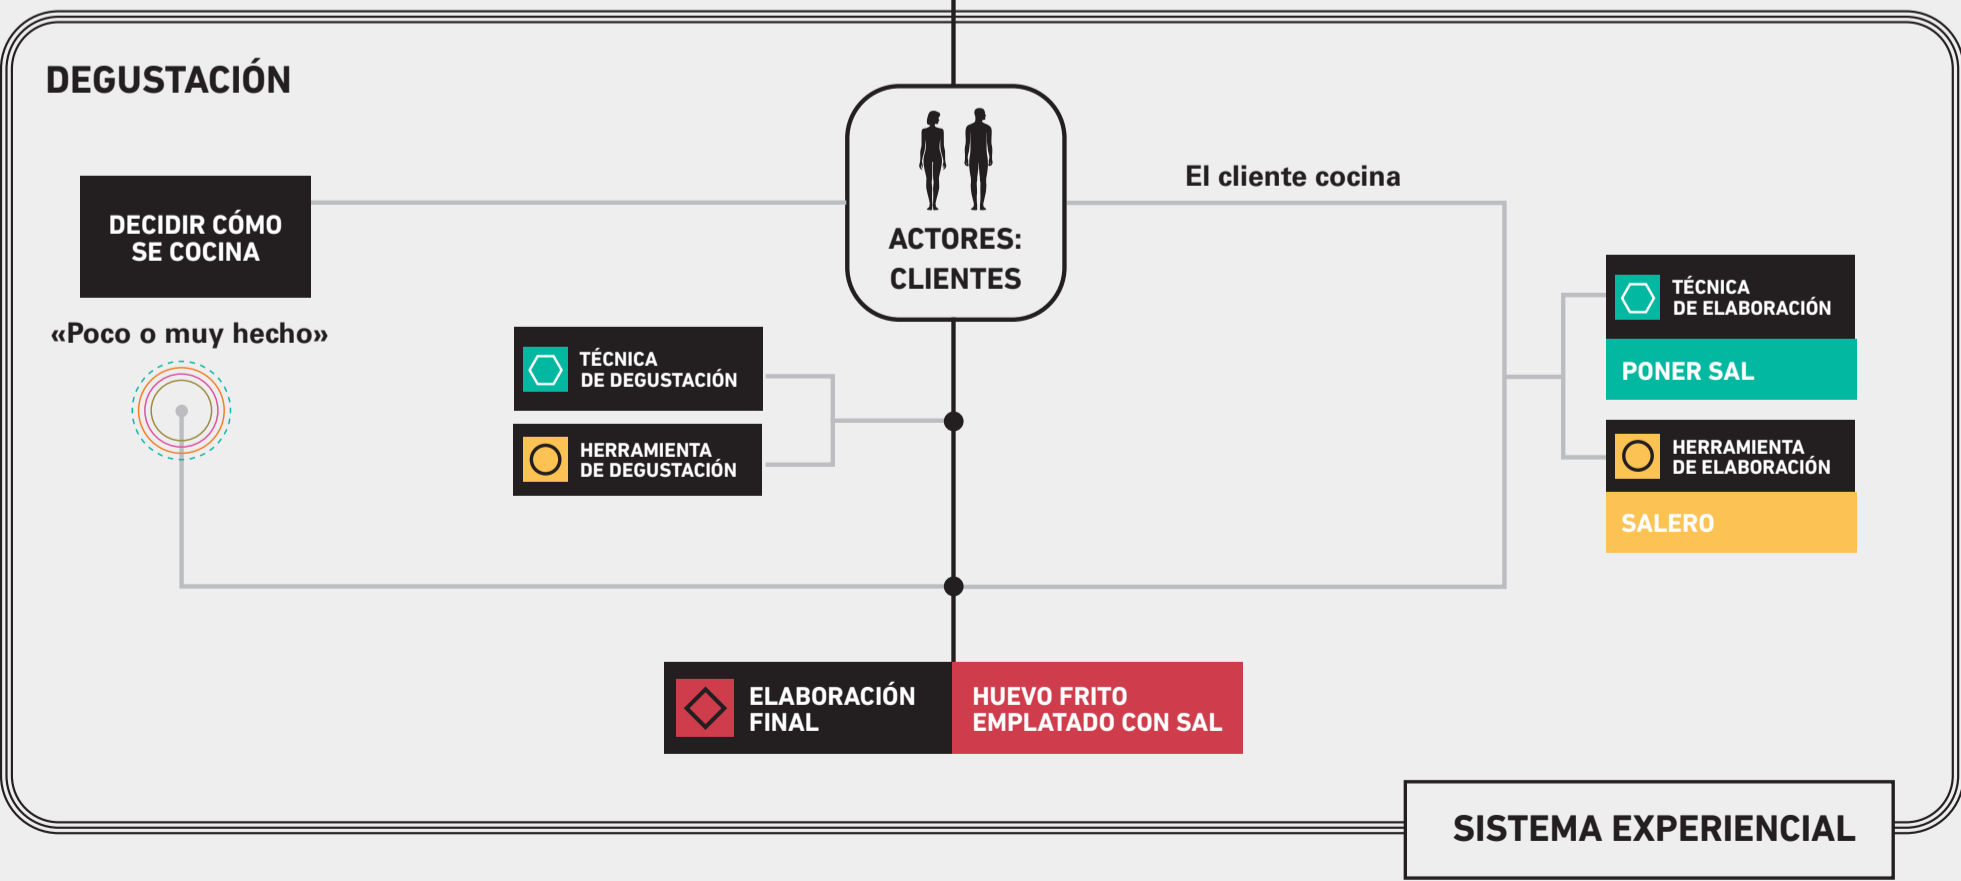 DEGUSTACIÓN
ACTORES:
CLIENTES
El cliente cocina
DECIDIR CÓMO
SE COCINA
«Poco o muy hecho»
TÉCNICA
DE DEGUSTACIÓN
HERRAMIENTA
DE DEGUSTACIÓN
TÉCNICA
DE ELABORACIÓN
PONER SAL
HERRAMIENTA
DE ELABORACIÓN
SALERO
ELABORACIÓN
FINAL
HUEVO FRITO
EMPLATADO CON SAL
SISTEMA EXPERIENCIAL